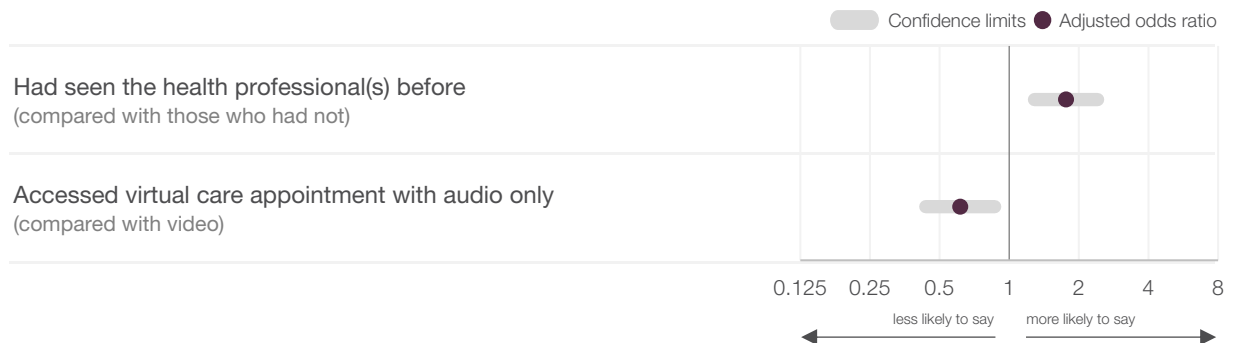 Confidence limits Adjusted odds ratio
Had seen the health professional(s) before
(compared with those who had not)
Accessed virtual care appointment with audio only
(compared with video)
0.125 0.25 0.5 1 2 4 8
less likely to say more likely to say